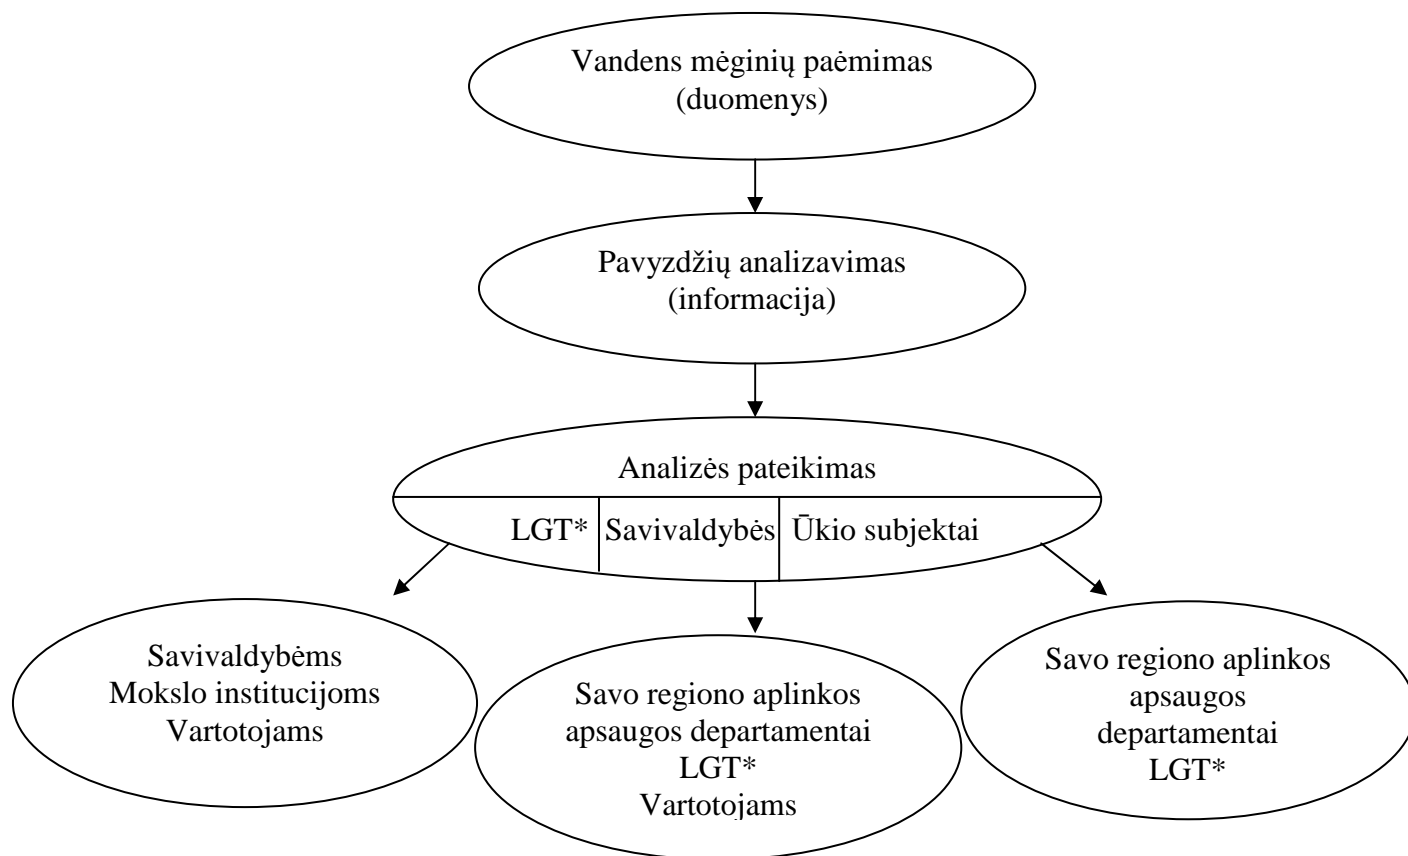 Vandens mėginių paėmimas
(duomenys)
Pavyzdžių analizavimas
(informacija)
Analizės pateikimas
LGT* Savivaldybės Ūkio subjektai
Savivaldybėms
Mokslo institucijoms
Vartotojams
Savo regiono aplinkos
apsaugos departamentai
LGT*
Vartotojams
Savo regiono aplinkos
apsaugos
departamentai
LGT*